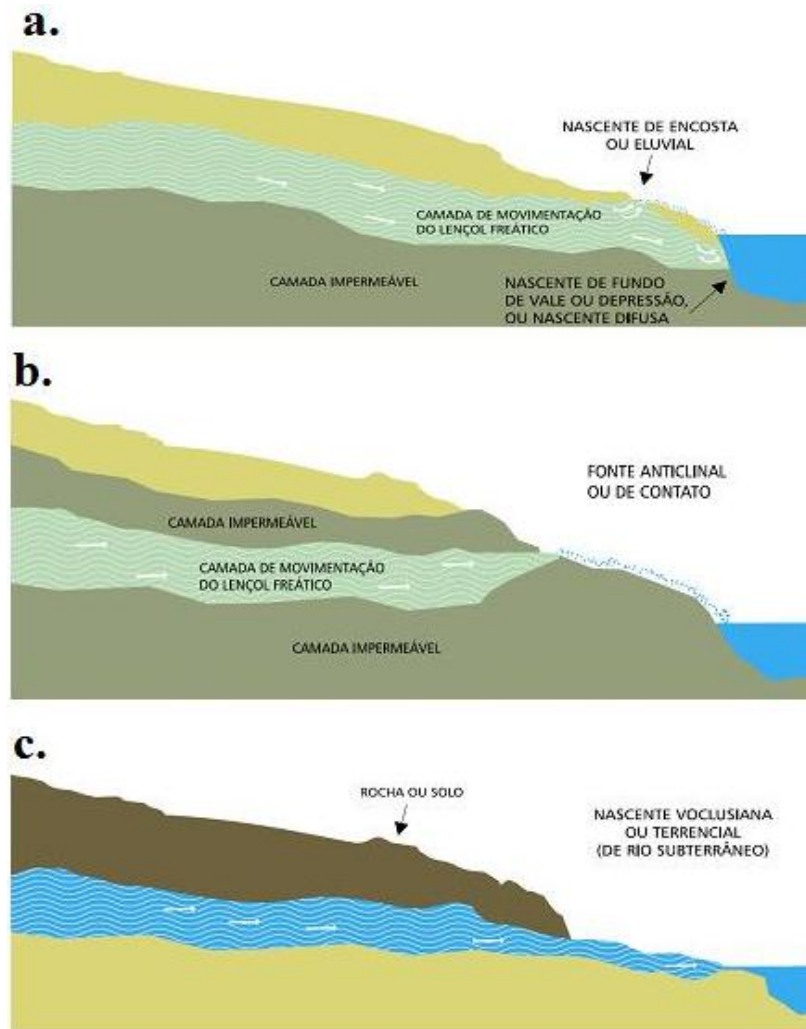 a.
NASCENTE DE ENCOSTA
OU ELUVIAL
CAMADA DE MOVIMENTAÇÃO
DO LENÇOL FREÁTICO
CAMADA IMPERMEÁVEL
NASCENTE DE FUNDO
DE VALE OU DEPRESSÃO,
OU NASCENTE DIFUSA
b.
FONTE ANTICLINAL
OU DE CONTATO
CAMADA IMPERMEÁVEL
CAMADA DE MOVIMENTAÇÃO
DO LENÇOL FREÁTICO
CAMADA IMPERMEÁVEL
c.
ROCHA OU SOLO
NASCENTE VOCLUSIANA
OU TERRENCIAL
(DE RIO SUBTERRÂNEO)